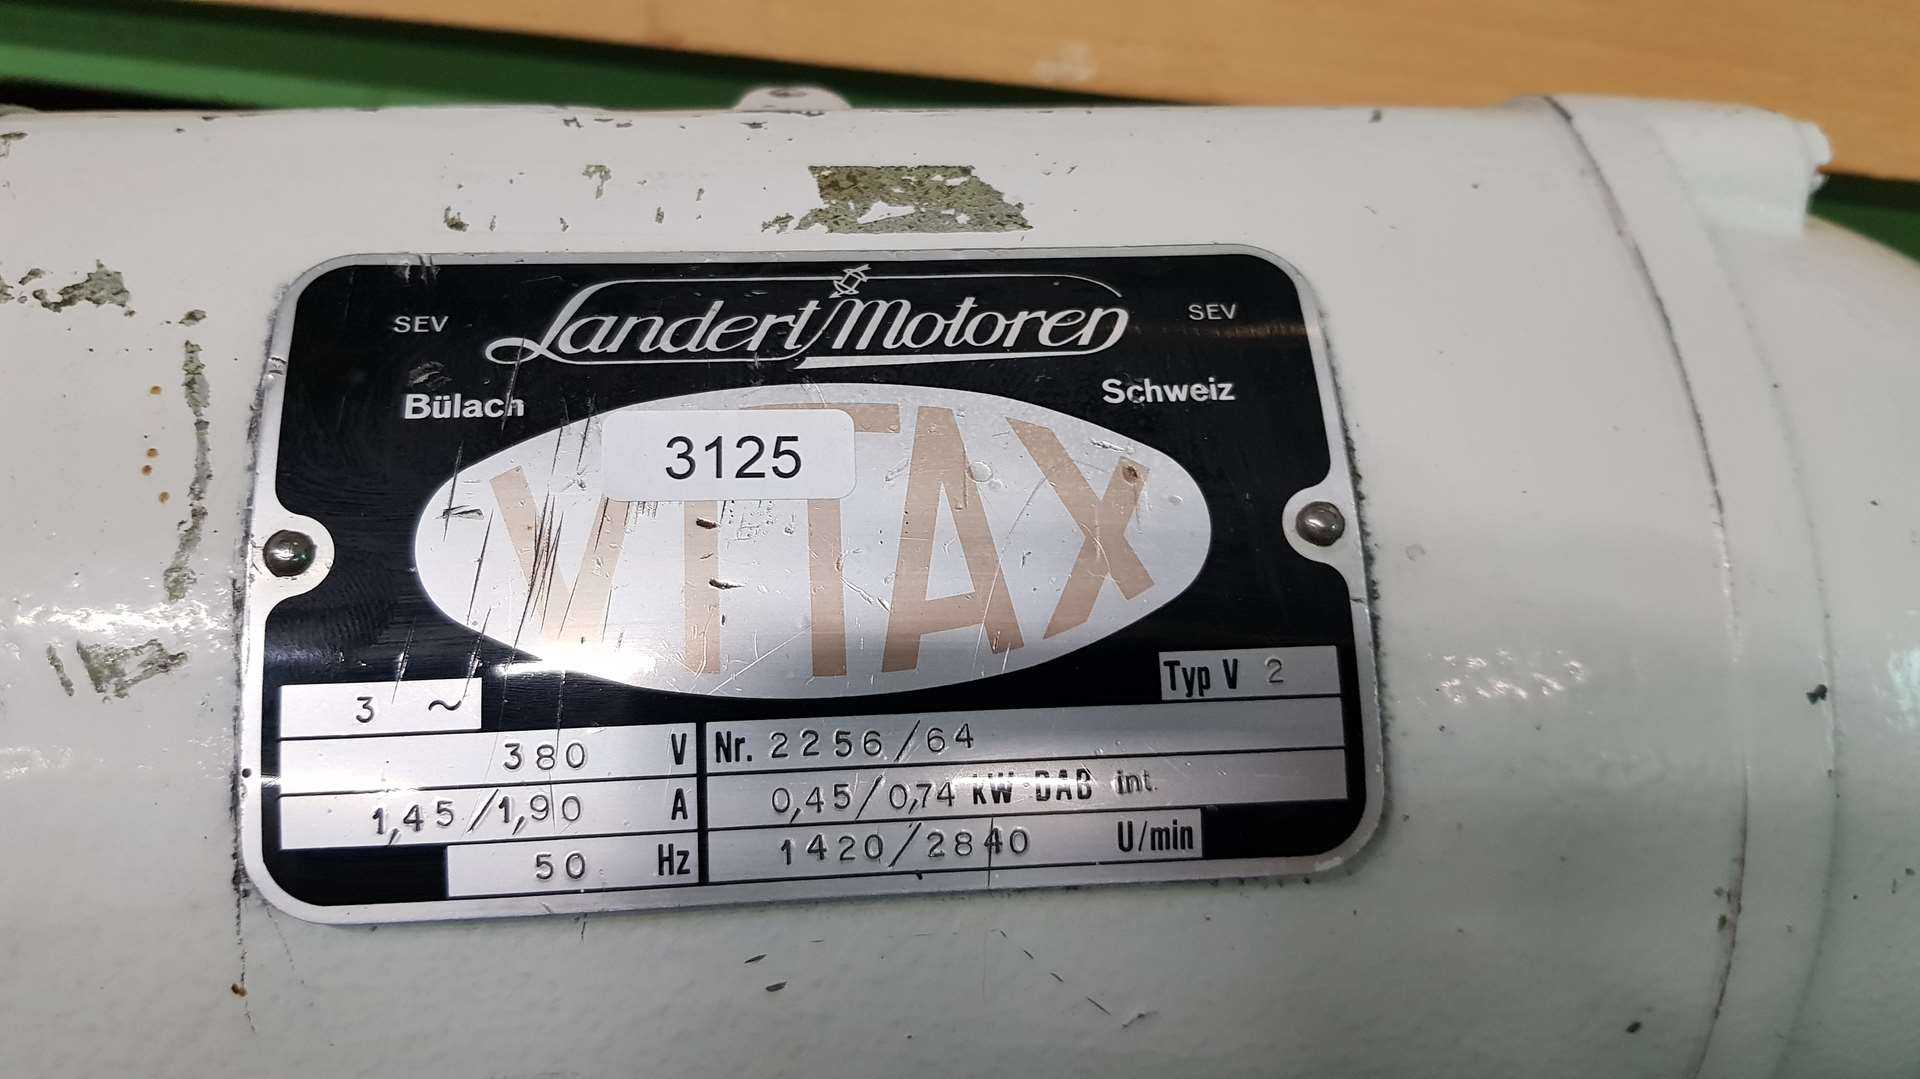 SEV Landert Motoren SEV
Bülach Schweiz
3125
VITAX
Typ V 2
3 ~
380 V
1,45/1,90 A
50 Hz
Nr. 2256/64
0,45/0,74 kW DAB int.
1420/2840 U/min